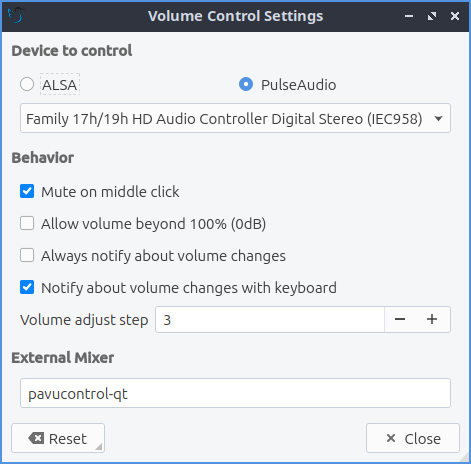 Volume Control Settings
Device to control
ALSA
PulseAudio
Family 17h/19h HD Audio Controller Digital Stereo (IEC958)
Behavior
Mute on middle click
Allow volume beyond 100% (0dB)
Always notify about volume changes
Notify about volume changes with keyboard
Volume adjust step 3
External Mixer
pavucontrol-qt
Reset
Close